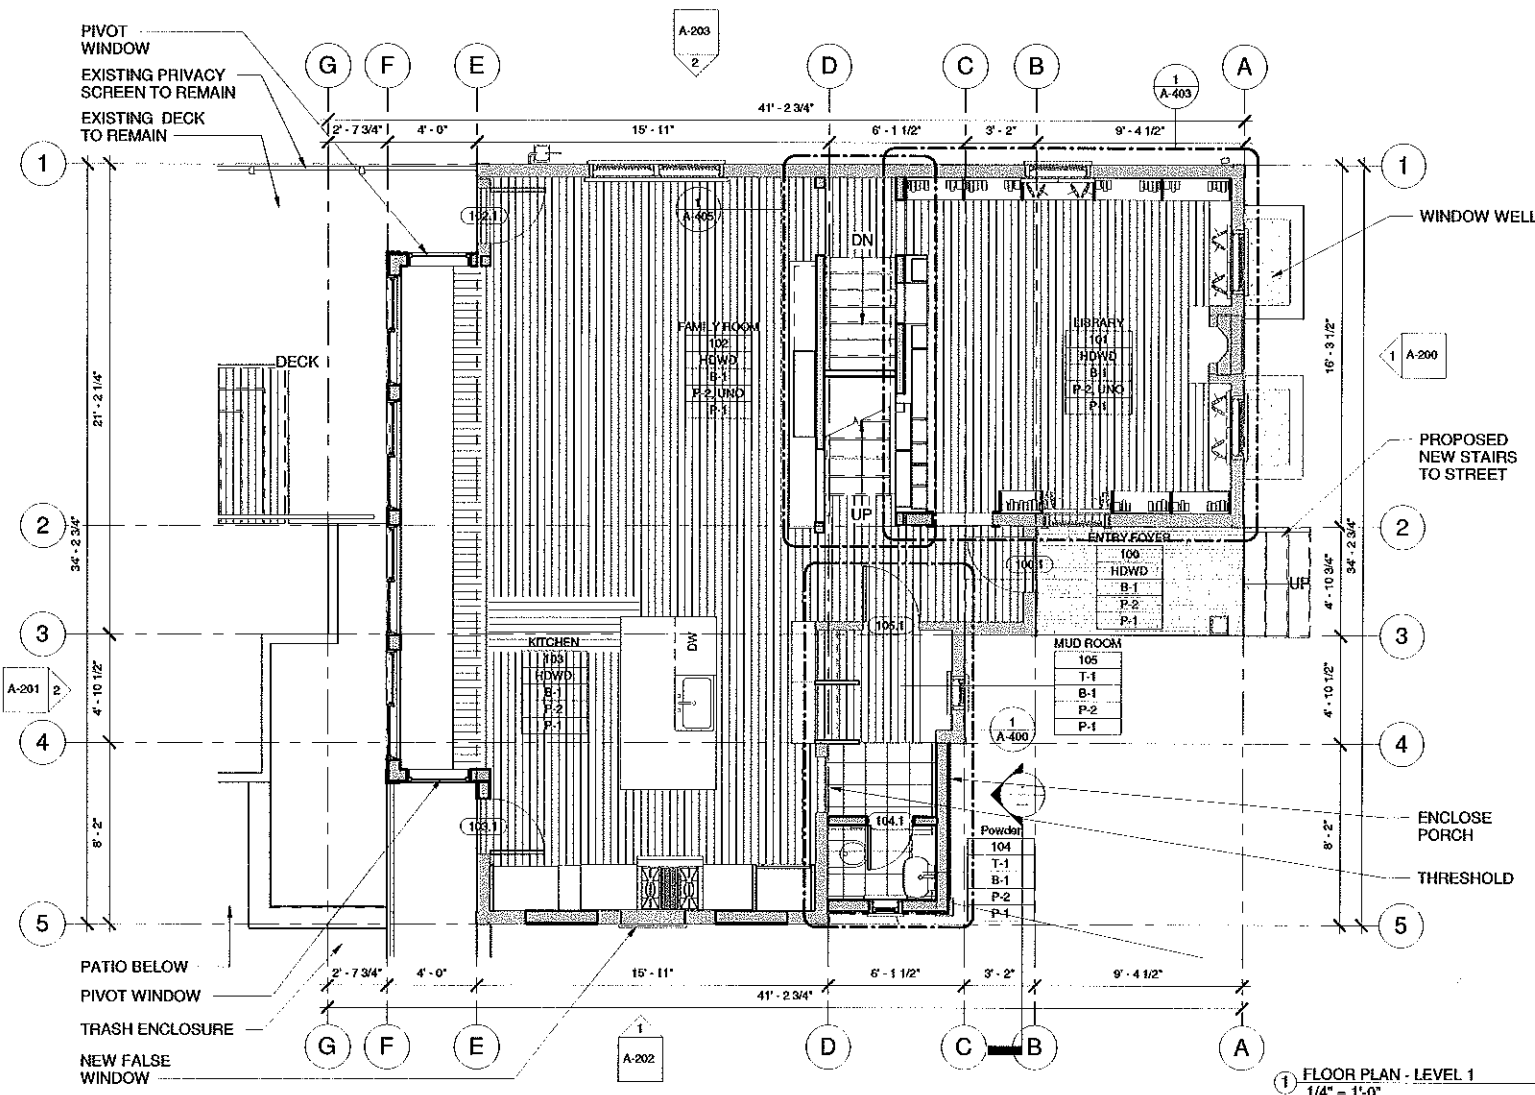 PIVOT
WINDOW
EXISTING PRIVACY
SCREEN TO REMAIN
EXISTING DECK
TO REMAIN
A-203
2
G
F
E
D
C
B
A
1
A-403
41' - 2 3/4"
2' - 7 3/4"
4' - 0"
15' - 11"
6' - 1 1/2"
3' - 2"
9' - 4 1/2"
1
1
102.1
1
A-405
DN
WINDOW WELL
FAMILY ROOM
102
HDWD
B-1
P-2, UNO
P-1
LIBRARY
101
HDWD
B-1
P-2, UNO
P-1
16' - 3 1/2"
1
A-200
DECK
21' - 2 1/4"
34' - 2 3/4"
PROPOSED
NEW STAIRS
TO STREET
UP
2
2
ENTRY FOYER
100
HDWD
B-1
P-2
P-1
100.1
UP
4' - 10 3/4"
34' - 2 3/4"
3
3
105.1
KITCHEN
103
HDWD
B-1
P-2
P-1
DW
MUD ROOM
105
T-1
B-1
P-2
P-1
A-201
2
4' - 10 1/2"
4' - 10 1/2"
1
A-400
4
4
103.1
104.1
8' - 2"
8' - 2"
ENCLOSE
PORCH
Powder
104
T-1
B-1
P-2
P-1
THRESHOLD
5
5
PATIO BELOW
PIVOT WINDOW
TRASH ENCLOSURE
NEW FALSE
WINDOW
2' - 7 3/4"
4' - 0"
15' - 11"
6' - 1 1/2"
3' - 2"
9' - 4 1/2"
41' - 2 3/4"
G
F
E
D
C
B
A
1
A-202
1
FLOOR PLAN - LEVEL 1
1/4" = 1'-0"